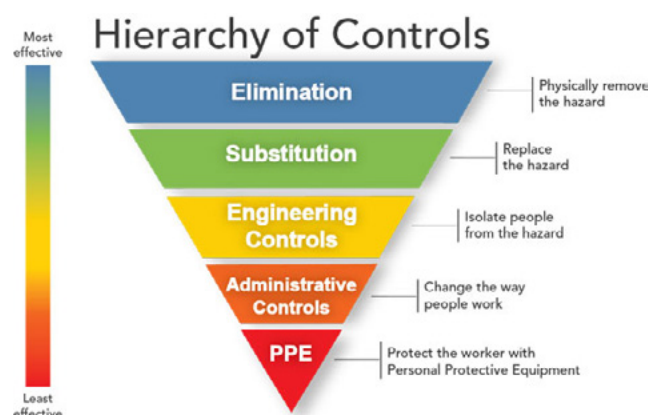 Hierarchy of Controls
Most
effective
Elimination
Physically remove
the hazard
Substitution
Replace
the hazard
Engineering
Controls
Isolate people
from the hazard
Administrative
Controls
Change the way
people work
PPE
Protect the worker with
Personal Protective Equipment
Least
effective